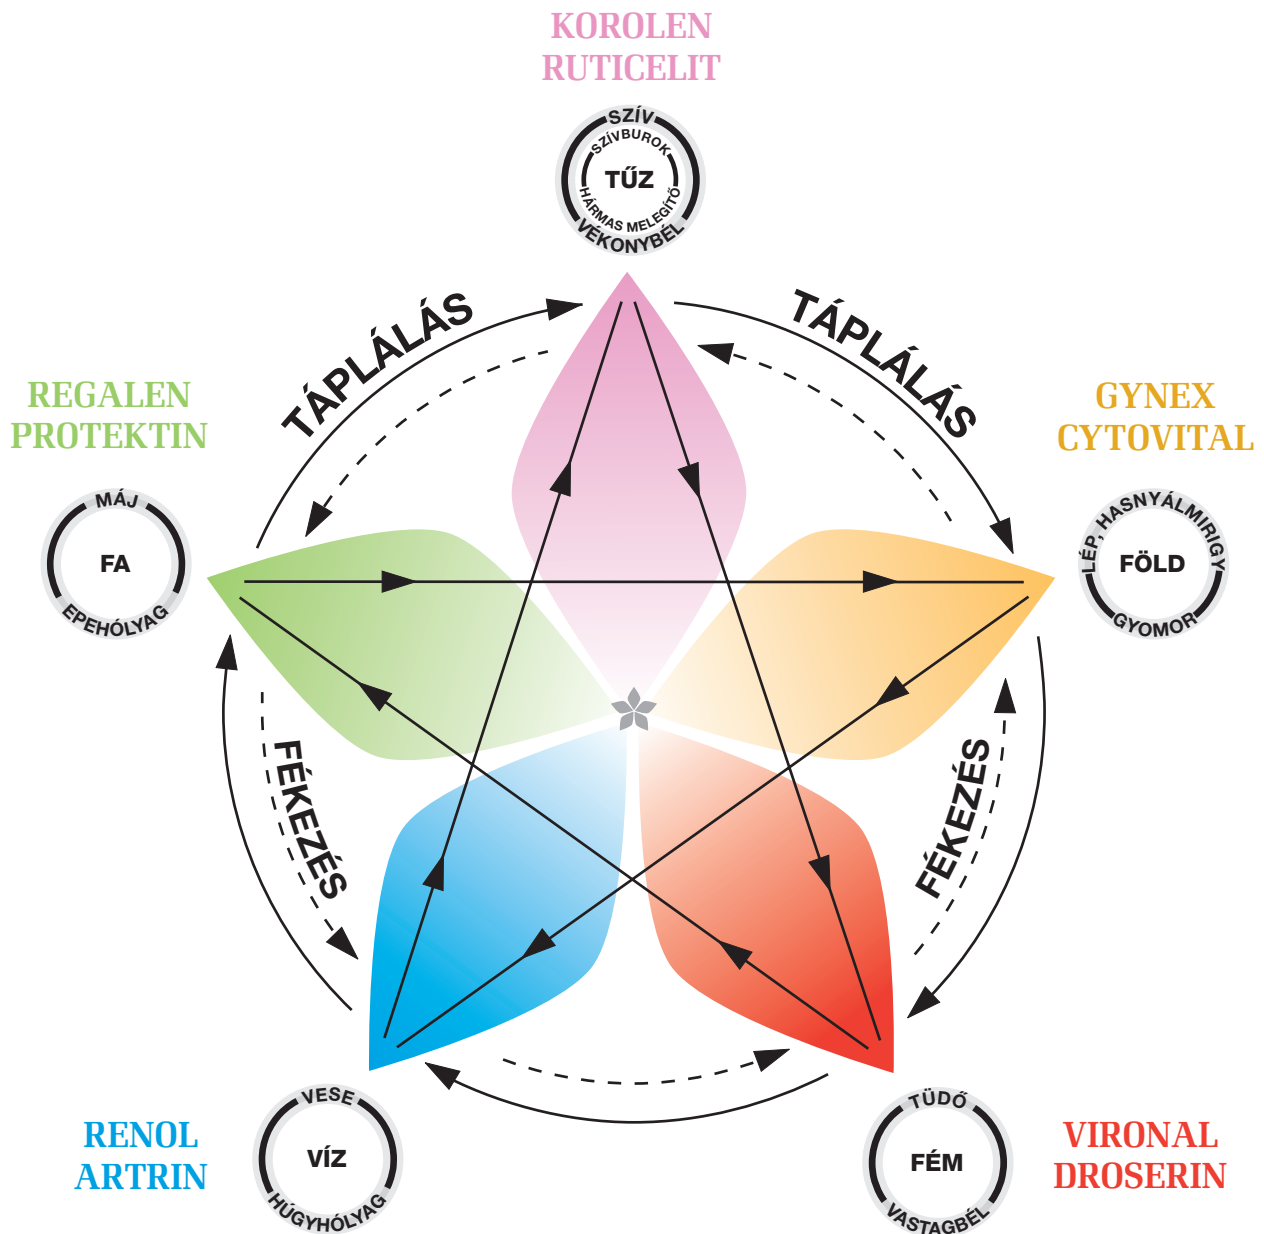 KOROLEN
RUTICELIT
SZÍV
SZÍVBUROK
TŰZ
HÁRMAS MELEGÍTŐ
VÉKONYBÉL
TÁPLÁLÁS
TÁPLÁLÁS
REGALEN
PROTEKTIN
MÁJ
FA
EPEHÓLYAG
GYNEX
CYTOVITAL
LÉP, HASNYÁLMIRIGY
FÖLD
GYOMOR
FÉKEZÉS
FÉKEZÉS
RENOL
ARTRIN
VESE
VÍZ
HÚGYHÓLYAG
TÜDŐ
FÉM
VASTAGBÉL
VIRONAL
DROSERIN